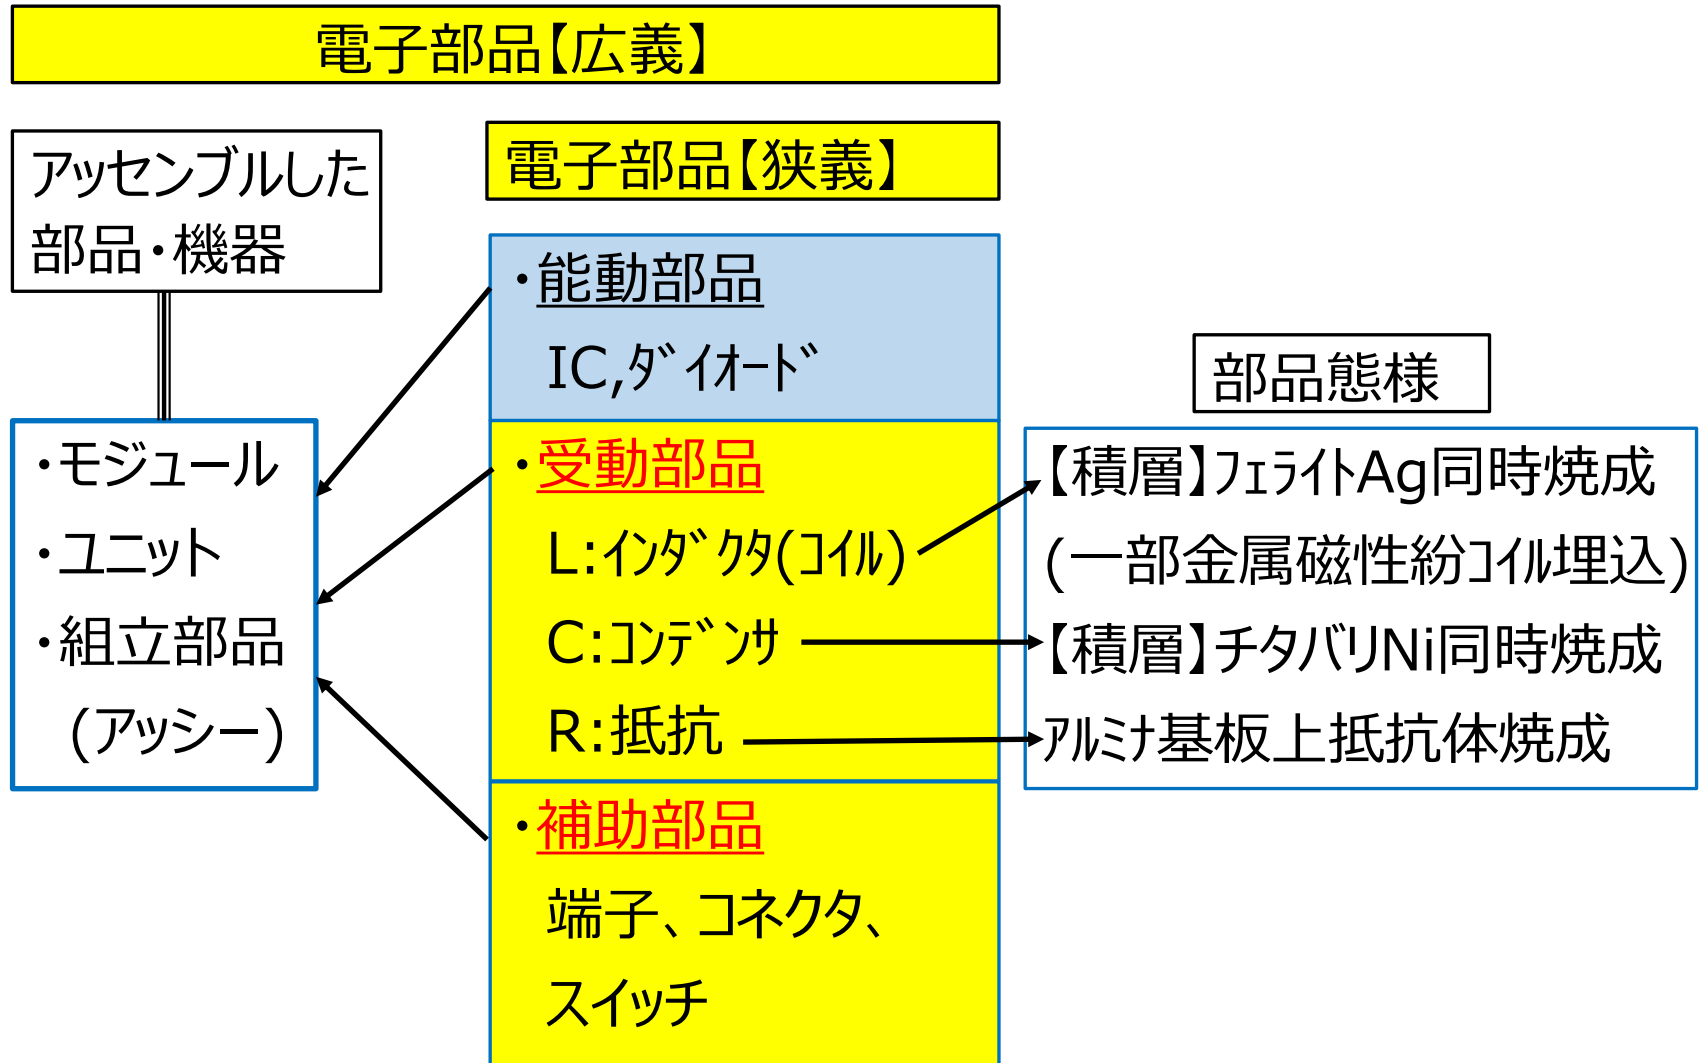 電子部品【広義】
アッセンブルした
部品・機器
・モジュール
・ユニット
・組立部品
(アッシー)
電子部品【狭義】
・能動部品
IC,ﾀﾞｲｵｰﾄﾞ
・受動部品
L:ｲﾝﾀﾞｸﾀ(ｺｲﾙ)
C:ｺﾝﾃﾞﾝｻ
R:抵抗
・補助部品
端子、コネクタ、
スイッチ
部品態様
【積層】ﾌｪﾗｲﾄAg同時焼成
(一部金属磁性紛ｺｲﾙ埋込)
【積層】チタバリNi同時焼成
ｱﾙﾐﾅ基板上抵抗体焼成